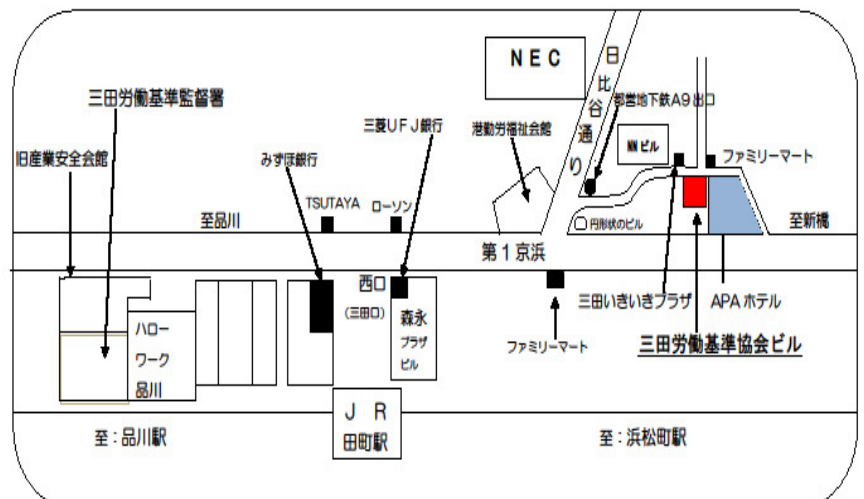 NEC
日比谷通り
三田労働基準監督署
都営地下鉄A9出口
三菱UFJ銀行
港勤労福祉会館
みずほ銀行
NNビル
旧産業安全会館
ファミリーマート
TSUTAYA
ローソン
至品川
円形状のビル
至新橋
第1京浜
西口
(三田口)
三田いきいきプラザ
APAホテル
森永
プラザ
ビル
ハロー
ワーク
品川
ファミリーマート
三田労働基準協会ビル
JR
田町駅
至:品川駅
至:浜松町駅